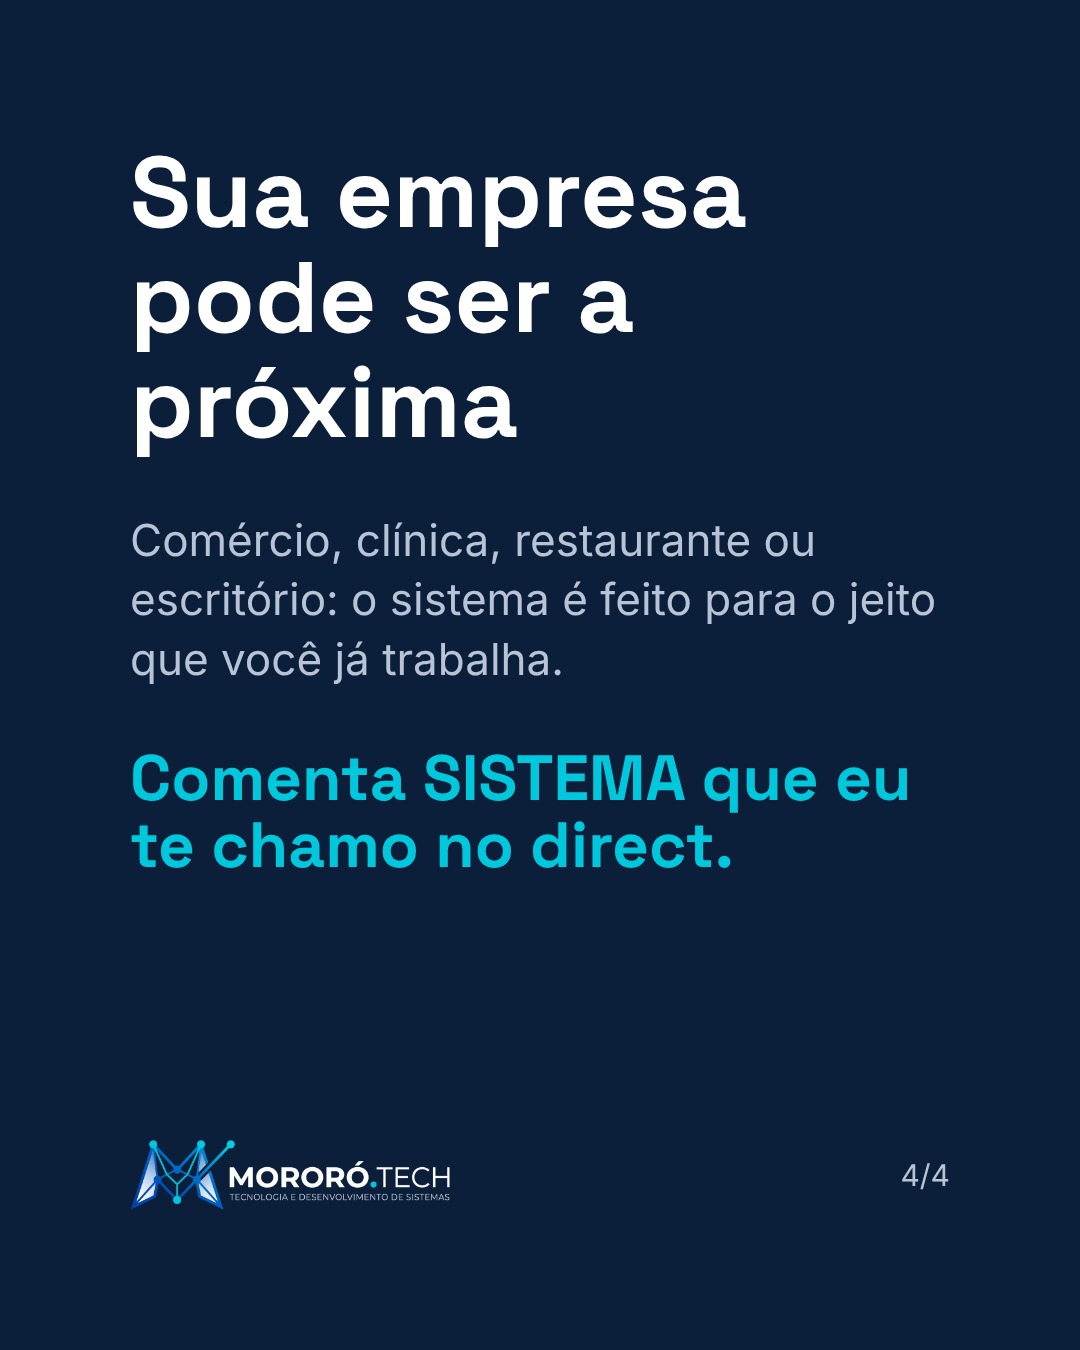 Sua empresa
pode ser a
próxima
Comércio, clínica, restaurante ou
escritório: o sistema é feito para o jeito
que você já trabalha.
Comenta SISTEMA que eu
te chamo no direct.
MORORÓ.TECH
TECNOLOGIA E DESENVOLVIMENTO DE SISTEMAS
4/4